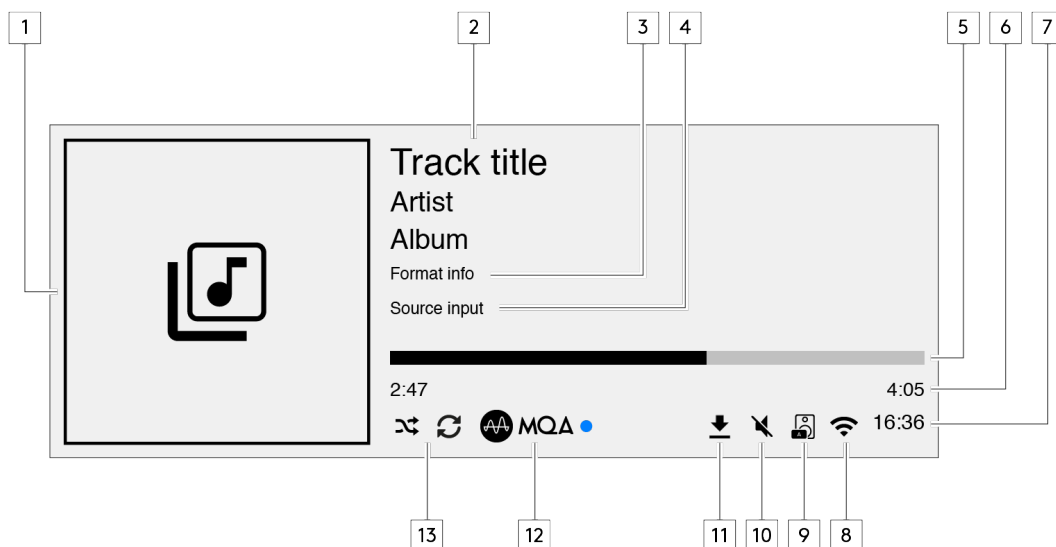 1 2 3 4 5 6 7
Track title
Artist
Album
Format info
Source input
2:47 4:05
MQA 16:36
A
13 12 11 10 9 8